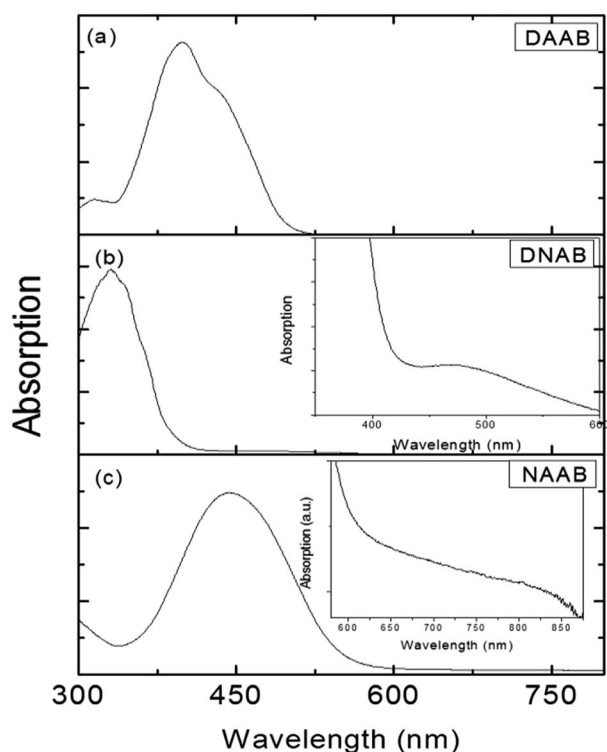 (a)
DAAB
(b)
DNAB
Absorption
400
500
600
Wavelength (nm)
(c)
NAAB
Absorption (a.u.)
600
650
700
750
800
850
Wavelength (nm)
Absorption
300
450
600
750
Wavelength (nm)